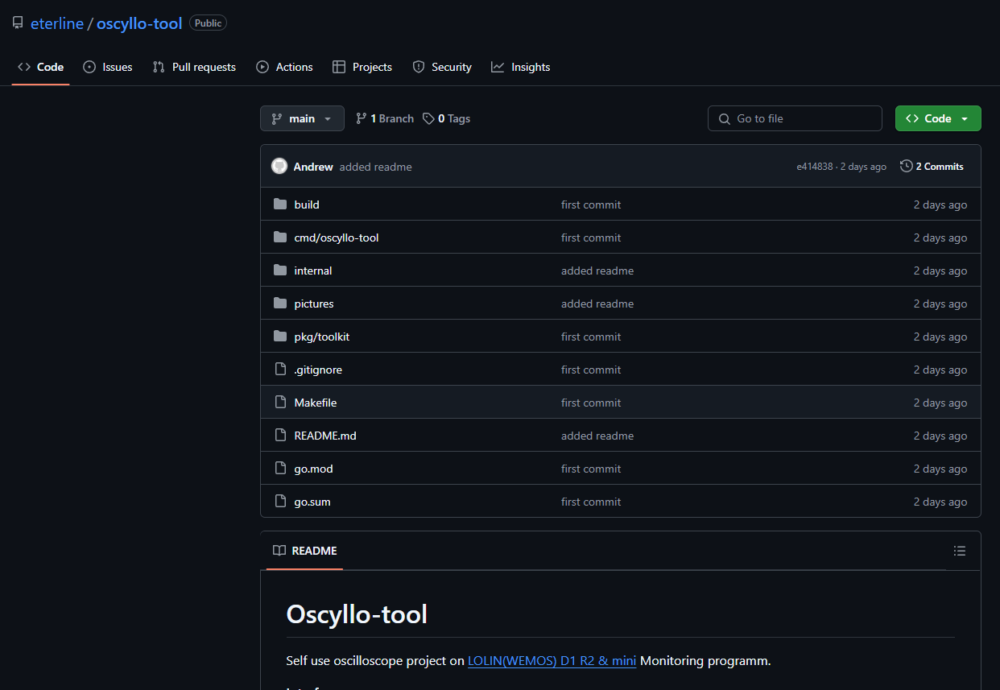 eterline / oscyllo-tool Public
Code Issues Pull requests Actions Projects Security Insights
main 1 Branch 0 Tags Go to file Code
Andrew added readme e414838 · 2 days ago 2 Commits
build first commit 2 days ago
cmd/oscyllo-tool first commit 2 days ago
internal added readme 2 days ago
pictures added readme 2 days ago
pkg/toolkit first commit 2 days ago
.gitignore first commit 2 days ago
Makefile first commit 2 days ago
README.md added readme 2 days ago
go.mod first commit 2 days ago
go.sum first commit 2 days ago
README
Oscyllo-tool
Self use oscilloscope project on LOLIN(WEMOS) D1 R2 & mini Monitoring programm.